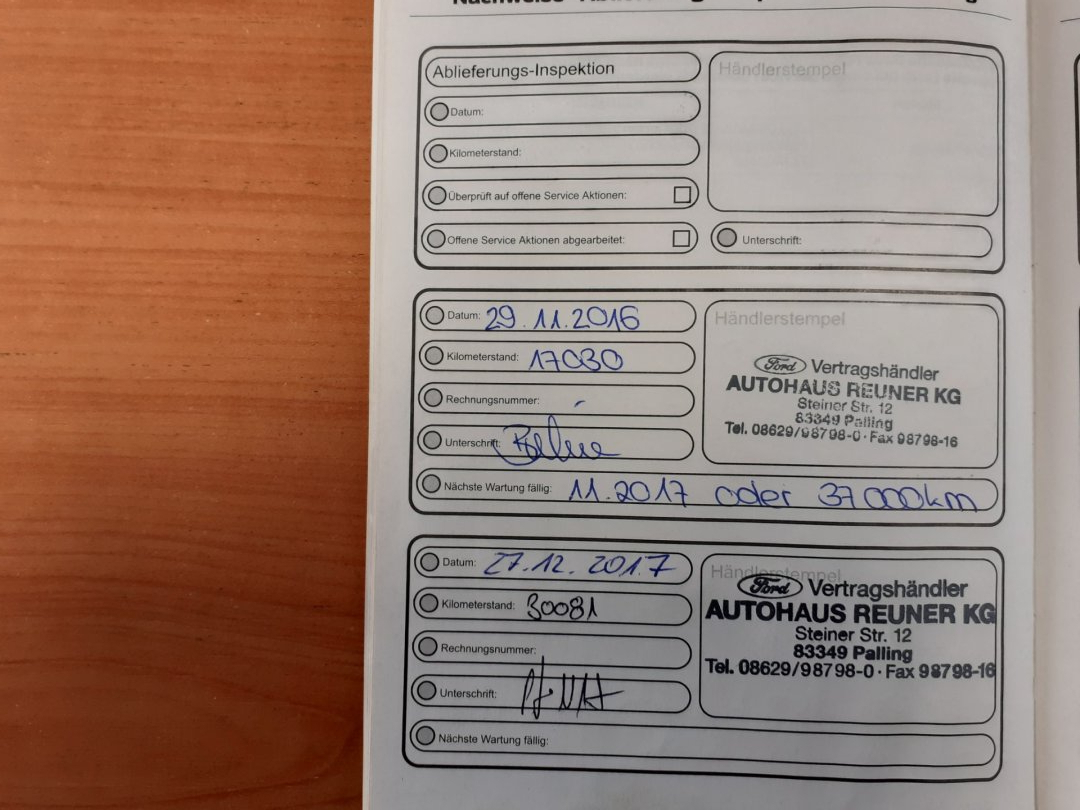 Ablieferungs-Inspektion
Händlerstempel
Datum:
Kilometerstand:
Überprüft auf offene Service Aktionen:
Offene Service Aktionen abgearbeitet:
Unterschrift:
Datum: 29.11.2016
Kilometerstand: 17030
Rechnungsnummer:
Unterschrift:
Händlerstempel
Ford Vertragshändler
AUTOHAUS REUNER KG
Steiner Str. 12
83349 Palling
Tel. 08629/98798-0 · Fax 98798-16
Nächste Wartung fällig: 11.2017 oder 37000km
Datum: 27.12.2017
Kilometerstand: 30081
Rechnungsnummer:
Unterschrift:
Händlerstempel
Ford Vertragshändler
AUTOHAUS REUNER KG
Steiner Str. 12
83349 Palling
Tel. 08629/98798-0 · Fax 98798-16
Nächste Wartung fällig: